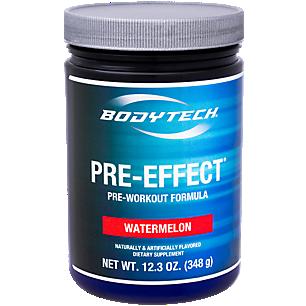 BODYTECH
PRE-EFFECT*
PRE-WORKOUT FORMULA
WATERMELON
NATURALLY & ARTIFICIALLY FLAVORED
DIETARY SUPPLEMENT
NET WT. 12.3 OZ. (348 g)